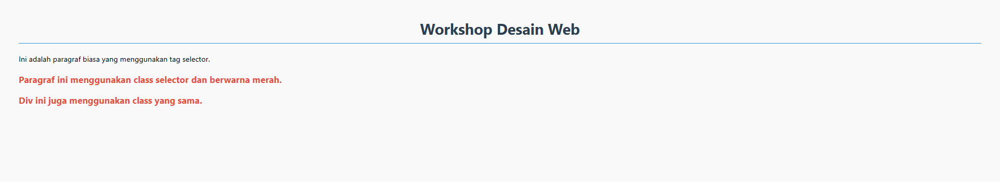 Workshop Desain Web
Ini adalah paragraf biasa yang menggunakan tag selector.
Paragraf ini menggunakan class selector dan berwarna merah.
Div ini juga menggunakan class yang sama.